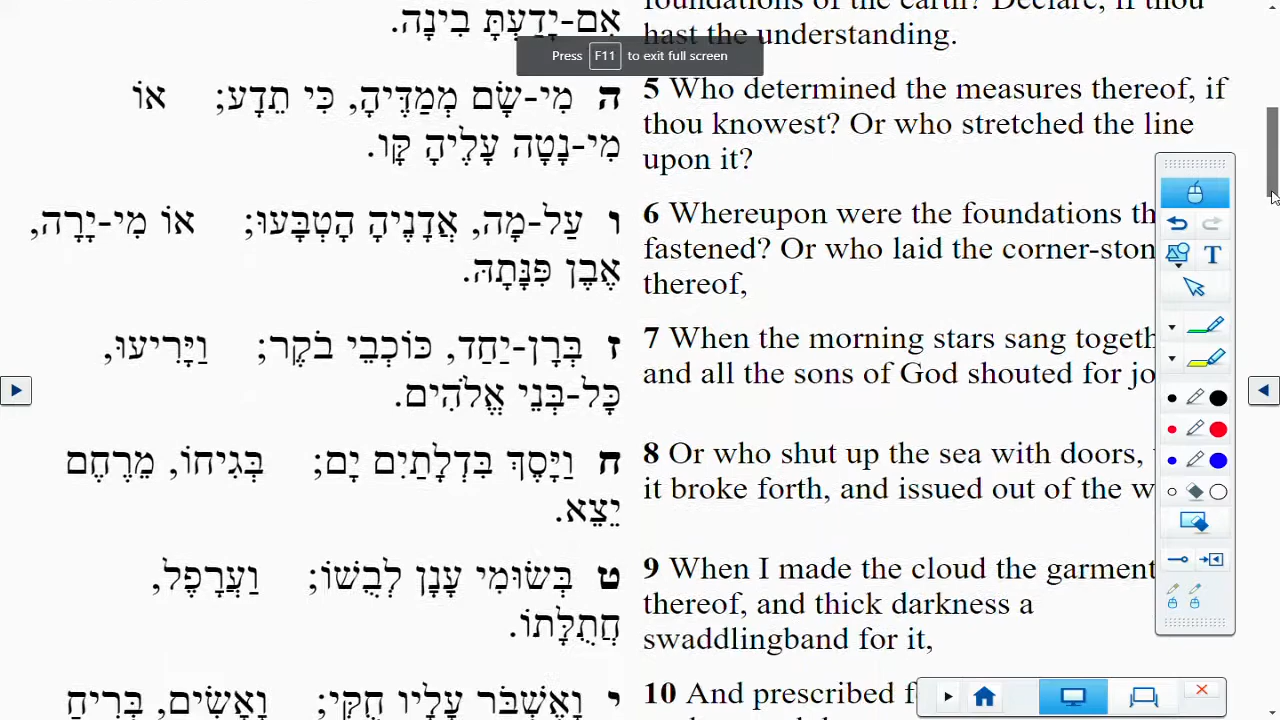 אִם-יָדַעְתָּ בִינָה.
hast the understanding.
Press F11 to exit full screen
ה מִי-שָׂם מְמַדֶּיהָ, כִּי תֵדָע; אוֹ
מִי-נָטָה עָלֶיהָ קָּו.
5 Who determined the measures thereof, if
thou knowest? Or who stretched the line
upon it?
ו עַל-מָה, אֲדָנֶיהָ הָטְבָּעוּ; אוֹ מִי-יָרָה,
אֶבֶן פִּנָּתָהּ.
6 Whereupon were the foundations
fastened? Or who laid the
thereof,
ז בְּרָן-יַחַד, כּוֹכְבֵי בֹקֶר; וַיָּרִיעוּ,
כָּל-בְּנֵי אֱלֹהִים.
7 When the morning stars sang
and all the sons of God shouted for
ח וַיָּסֶךְ בִּדְלָתַיִם יָם; בְּגִיחוֹ, מֵרֶחֶם
יֵצֵא.
8 Or who shut up the sea with doors,
it broke forth, and issued out of the
ט בְּשׂוּמִי עָנָן לְבֻשׁוֹ; וַעֲרָפֶל,
חֲתֻלָּתוֹ.
9 When I made the cloud the garment
thereof, and thick darkness a
swaddlingband for it,
י וָאֶשְׁבֹּר עָלָיו חֻקִּי; וָאָשִׂים, בְּרִיחַ
10 And prescribed
T